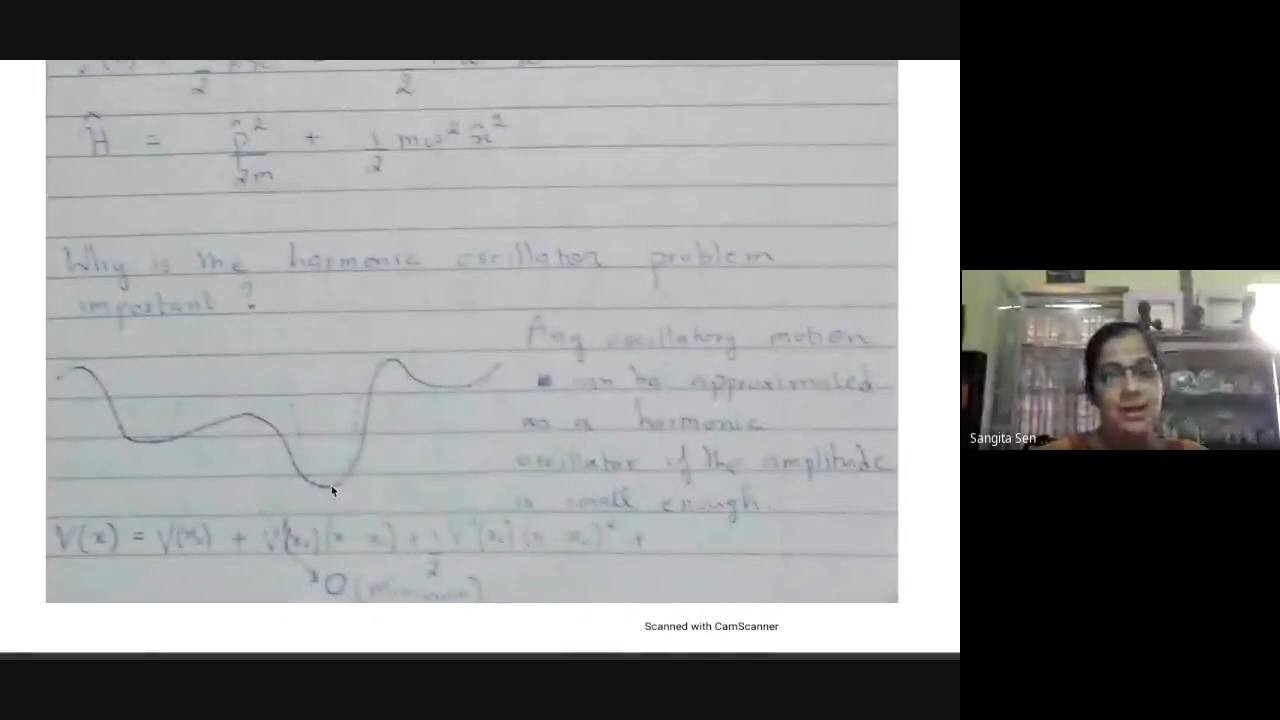 Ĥ = p̂²/2m + 1/2 mω² x̂²
Why is the harmonic oscillator problem
important ?
Any oscillatory motion
can be approximated
as a harmonic
oscillator if the amplitude
is small enough.
V(x) = V(x₀) + V'(x₀)(x - x₀) + 1/2 V''(x₀)(x - x₀)² +
0 (minimum)
Scanned with CamScanner
Sangita Sen